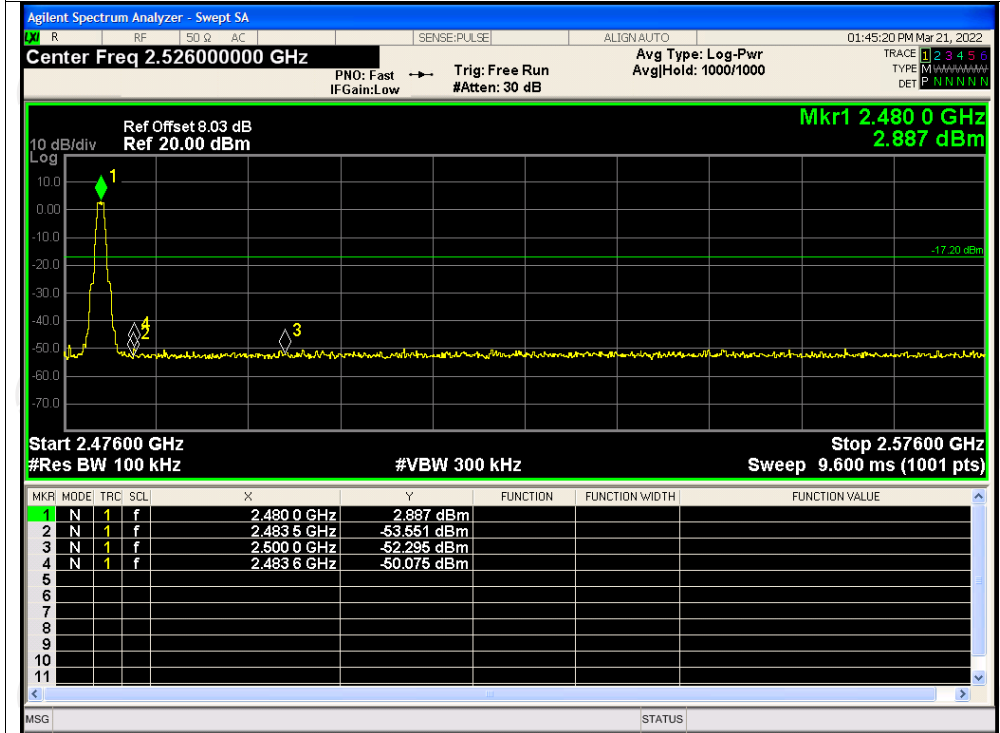 Agilent Spectrum Analyzer - Swept SA
LXI R RF 50 Ω AC SENSE:PULSE ALIGNAUTO 01:45:20 PM Mar 21, 2022
Center Freq 2.526000000 GHz
PNO: Fast
IFGain:Low
Trig: Free Run
#Atten: 30 dB
Avg Type: Log-Pwr
Avg|Hold: 1000/1000
TRACE 1 2 3 4 5 6
TYPE M WWWWW
DET P N N N N N
Mkr1 2.480 0 GHz
2.887 dBm
Ref Offset 8.03 dB
10 dB/div Ref 20.00 dBm
Log
10.0
0.00
-10.0
-20.0
-30.0
-40.0
-50.0
-60.0
-70.0
1
-17.20 dBm
4
2
3
Start 2.47600 GHz Stop 2.57600 GHz
#Res BW 100 kHz #VBW 300 kHz Sweep 9.600 ms (1001 pts)
MKR MODE TRC SCL X Y FUNCTION FUNCTION WIDTH FUNCTION VALUE
1 N 1 f 2.480 0 GHz 2.887 dBm
2 N 1 f 2.483 5 GHz -53.551 dBm
3 N 1 f 2.500 0 GHz -52.295 dBm
4 N 1 f 2.483 6 GHz -50.075 dBm
5
6
7
8
9
10
11
MSG STATUS